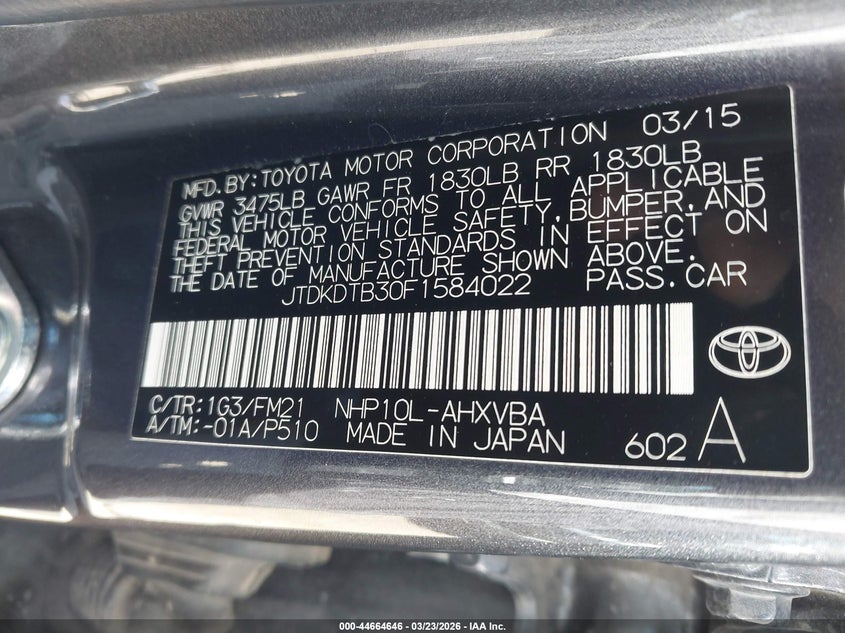 MFD. BY: TOYOTA MOTOR CORPORATION 03/15
GVWR 3475LB GAWR FR 1830LB RR 1830LB
THIS VEHICLE CONFORMS TO ALL APPLICABLE
FEDERAL MOTOR VEHICLE SAFETY, BUMPER, AND
THEFT PREVENTION STANDARDS IN EFFECT ON
THE DATE OF MANUFACTURE SHOWN ABOVE.
JTDKDTB30F1584022 PASS. CAR
C/TR: 1G3/FM21 NHP10L-AHXVBA
A/TM: -01A/P510 MADE IN JAPAN 602 A
000-44664646 - 03/23/2026 - IAA Inc.